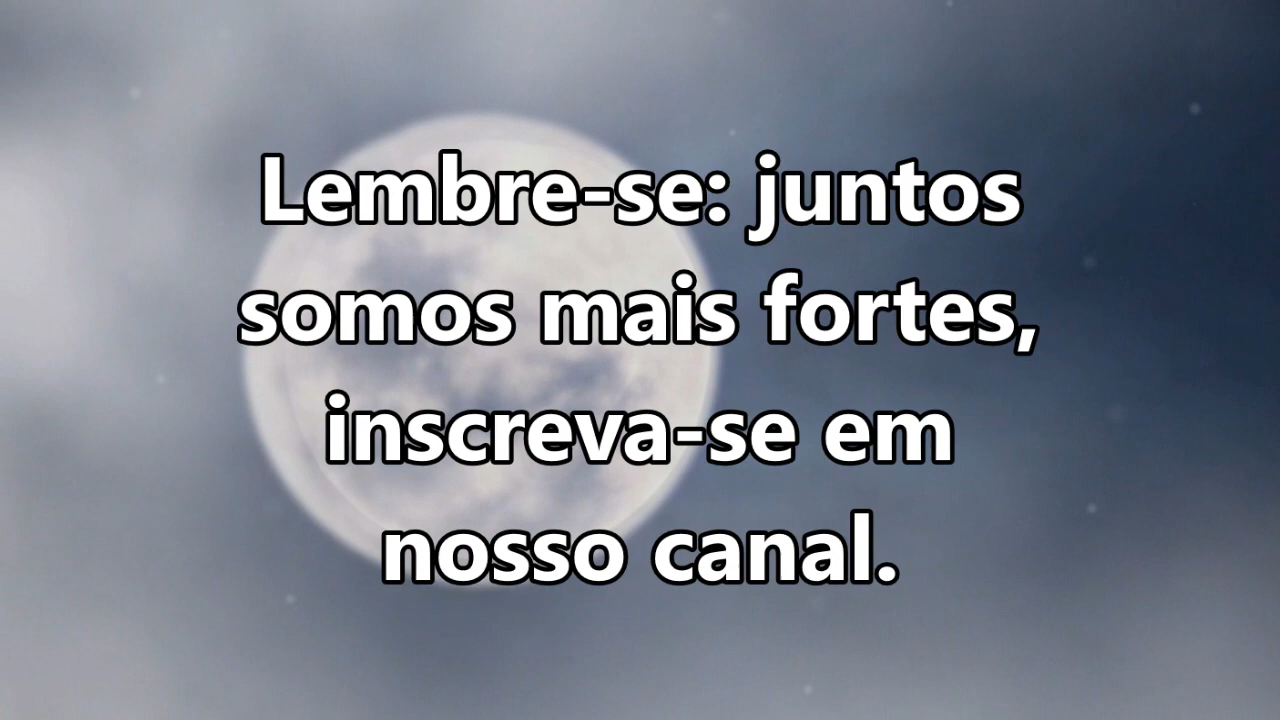 Lembre-se: juntos
somos mais fortes,
inscreva-se em
nosso canal.